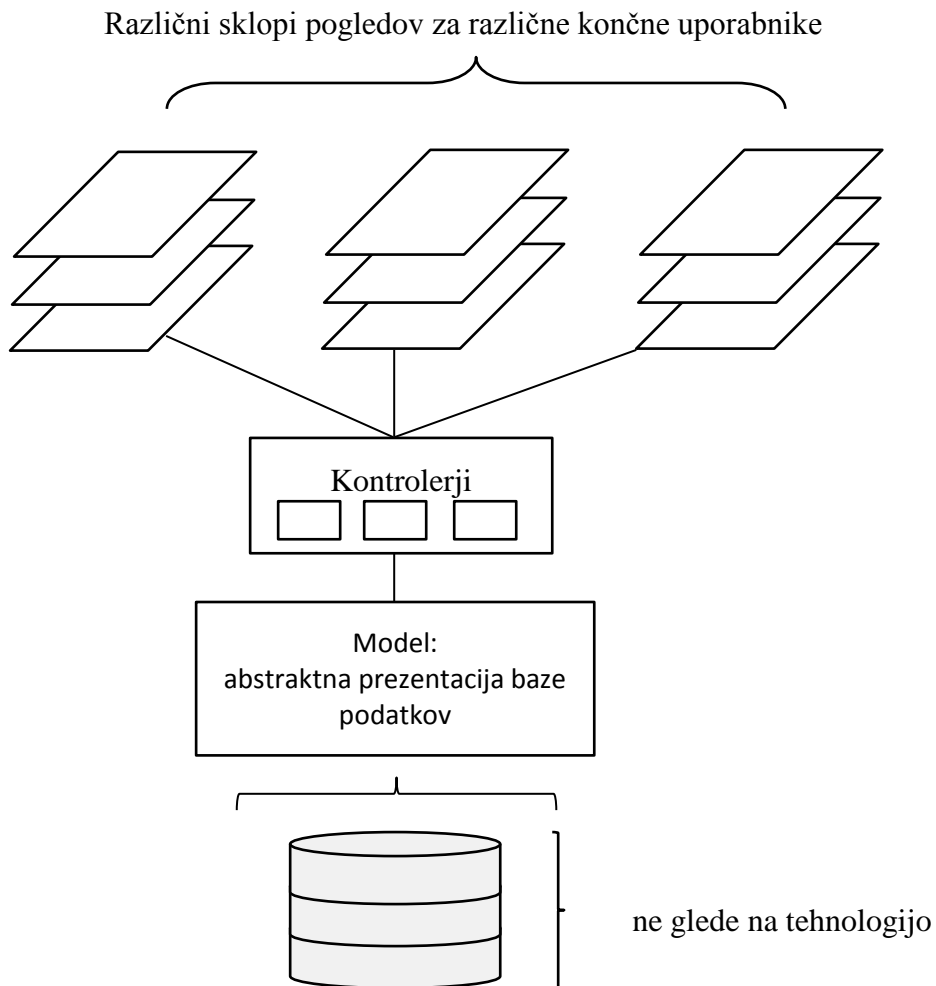 Različni sklopi pogledov za različne končne uporabnike
Kontrolerji
Model:
abstraktna prezentacija baze
podatkov
ne glede na tehnologijo